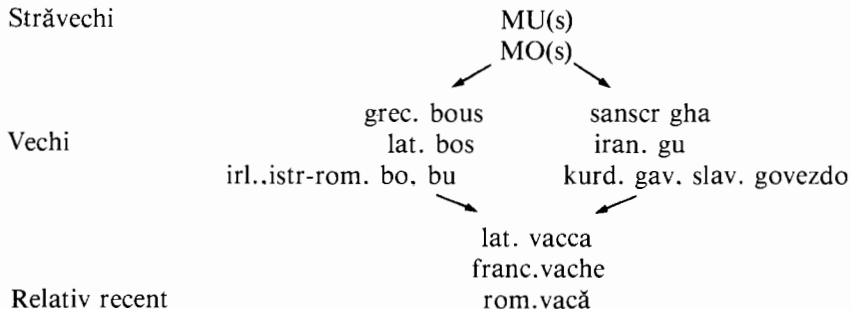 Străvechi MU(s)
MO(s)
grec. bous sanscr gha
Vechi lat. bos iran. gu
irl..istr-rom. bo, bu kurd. gav. slav. govezdo
lat. vacca
franc.vache
Relativ recent rom.vacă